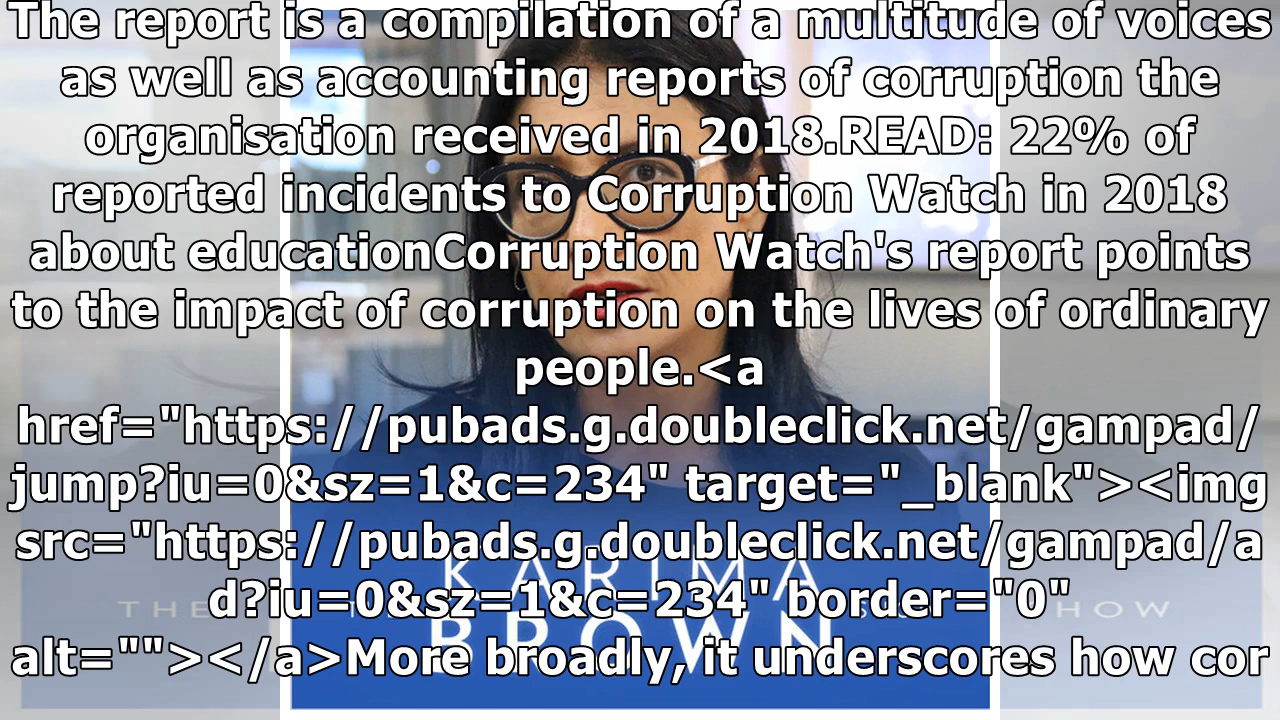 The report is a compilation of a multitude of voices
as well as accounting reports of corruption the
organisation received in 2018.READ: 22% of
reported incidents to Corruption Watch in 2018
about educationCorruption Watch's report points
to the impact of corruption on the lives of ordinary
people.<a
href="https://pubads.g.doubleclick.net/gampad/
jump?iu=0&sz=1&c=234" target="_blank"><img
src="https://pubads.g.doubleclick.net/gampad/a
d?iu=0&sz=1&c=234" border="0"
alt=""></a>More broadly, it underscores how cor
KARIMA
BROWN
THE
HOW